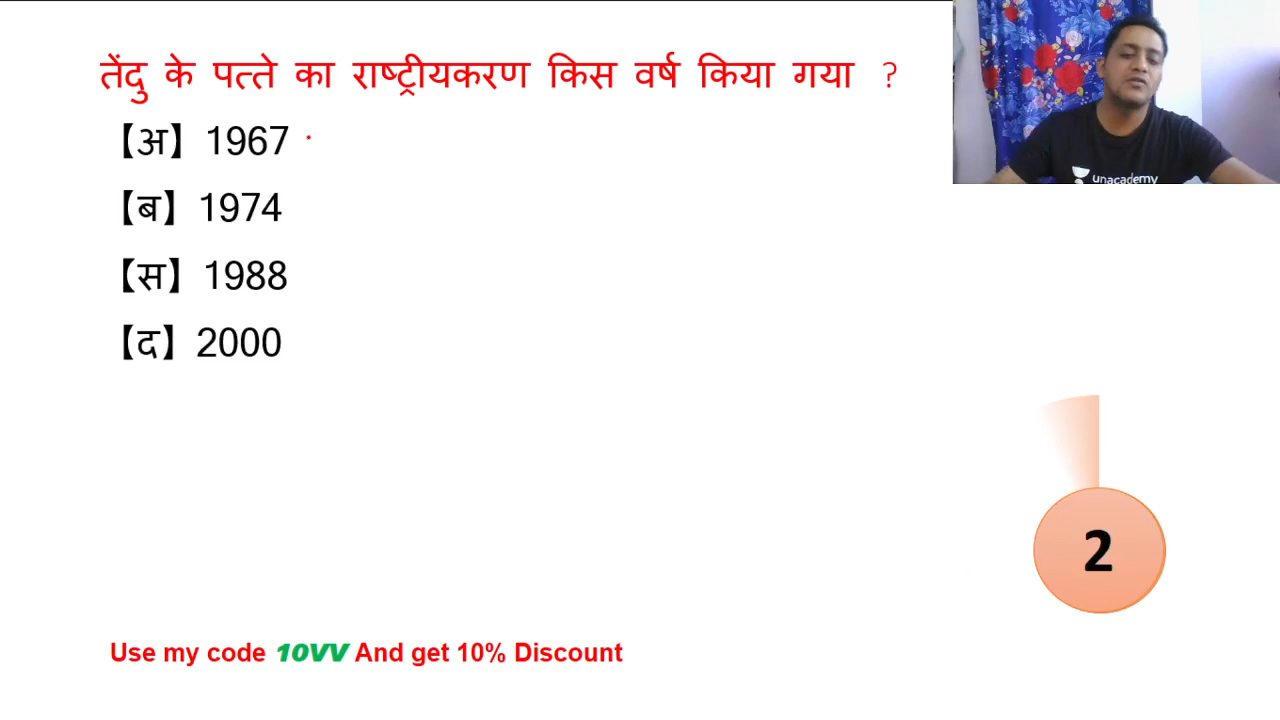 तेंदु के पत्ते का राष्ट्रीयकरण किस वर्ष किया गया ?
【अ】1967
【ब】1974
【स】1988
【द】2000
unacademy
2
Use my code 10VV And get 10% Discount